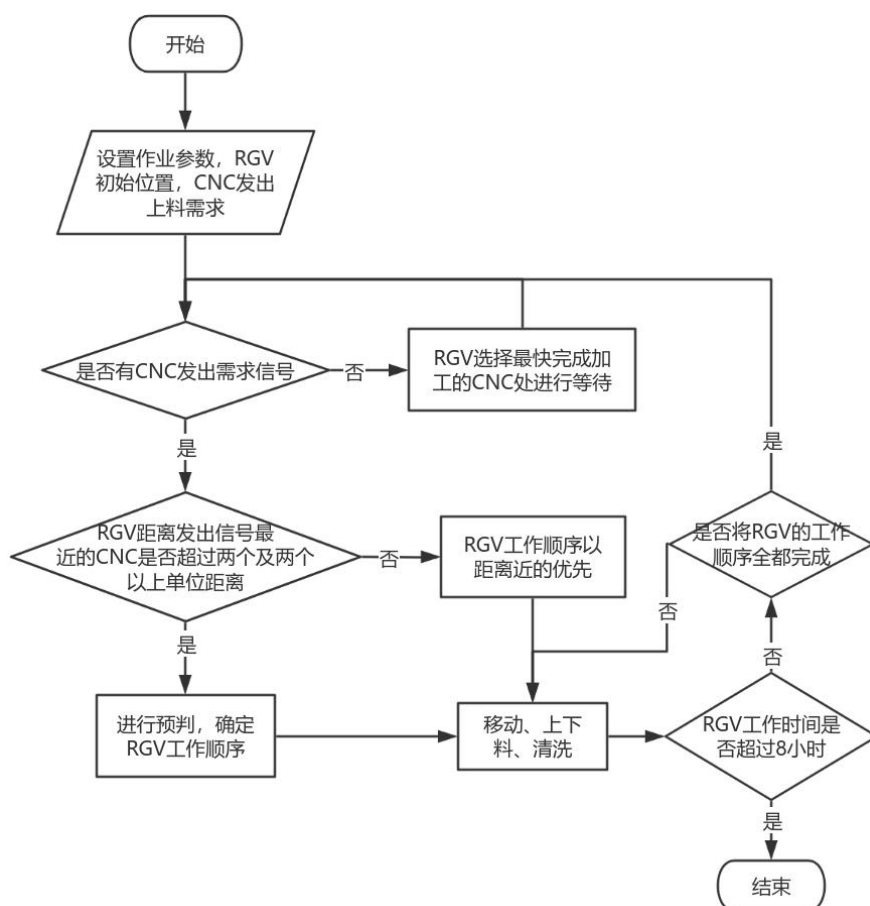 开始
设置作业参数，RGV
初始位置，CNC发出
上料需求
是否有CNC发出需求信号
否
RGV选择最快完成加
工的CNC处进行等待
是
是
RGV距离发出信号最
近的CNC是否超过两个及两个
以上单位距离
否
RGV工作顺序以
距离近的优先
是否将RGV的工作
顺序全都完成
否
是
否
进行预判，确定
RGV工作顺序
移动、上下
料、清洗
RGV工作时间是
否超过8小时
是
结束